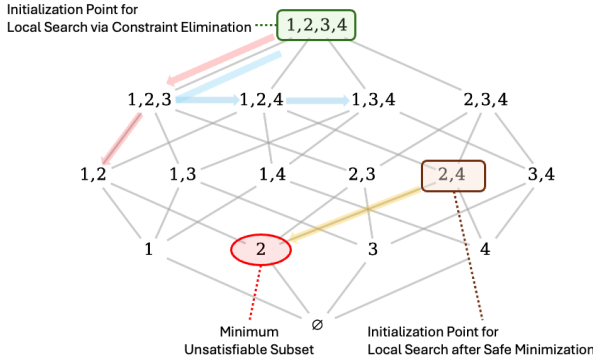 Initialization Point for
Local Search via Constraint Elimination
1,2,3,4
1,2,3
1,2,4
1,3,4
2,3,4
1,2
1,3
1,4
2,3
2,4
3,4
1
2
3
4
∅
Minimum
Unsatisfiable Subset
Initialization Point for
Local Search after Safe Minimization